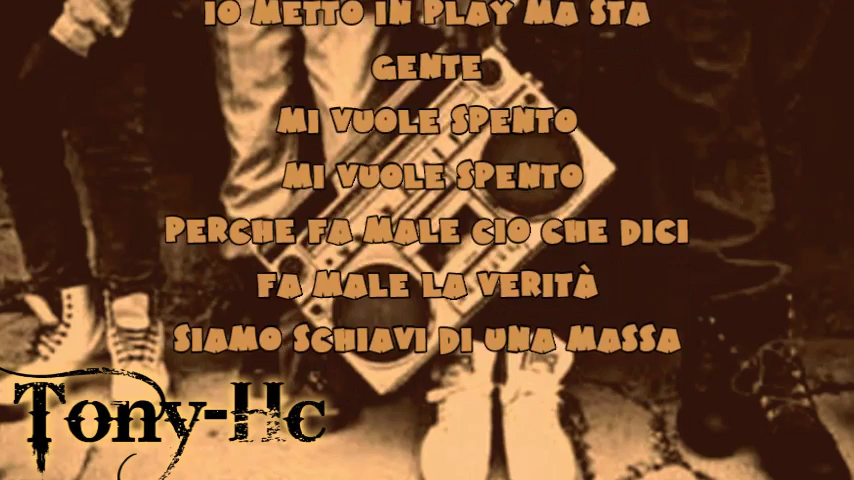 IO METTO IN PLAY MA STA
GENTE
MI VUOLE SPENTO
MI VUOLE SPENTO
PERCHE FA MALE CIO CHE DICI
FA MALE LA VERITÀ
SIAMO SCHIAVI DI UNA MASSA
Tony-Hc